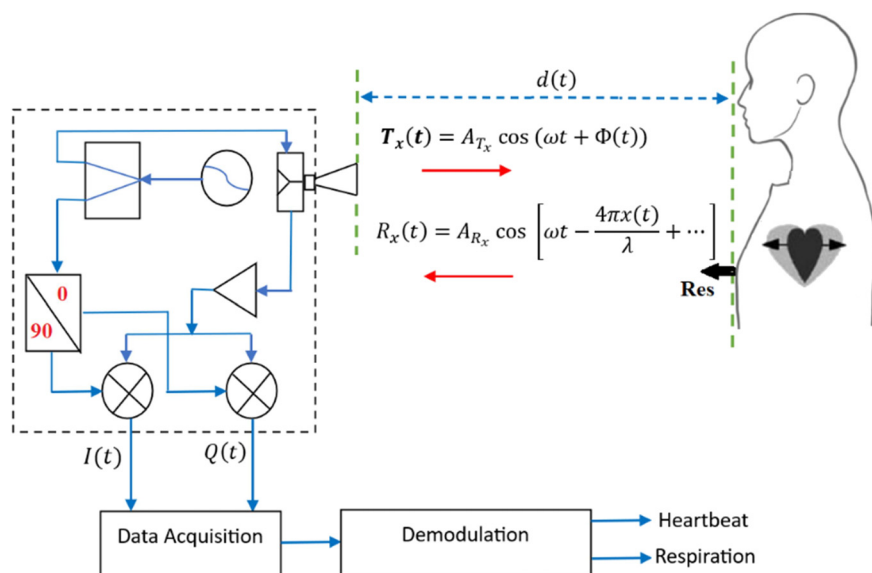 d(t)
T_x(t) = A_{T_x} cos (ωt + Φ(t))
R_x(t) = A_{R_x} cos [ωt − 4πx(t)/λ + ⋯]
Res
0
90
I(t)
Q(t)
Data Acquisition
Demodulation
Heartbeat
Respiration